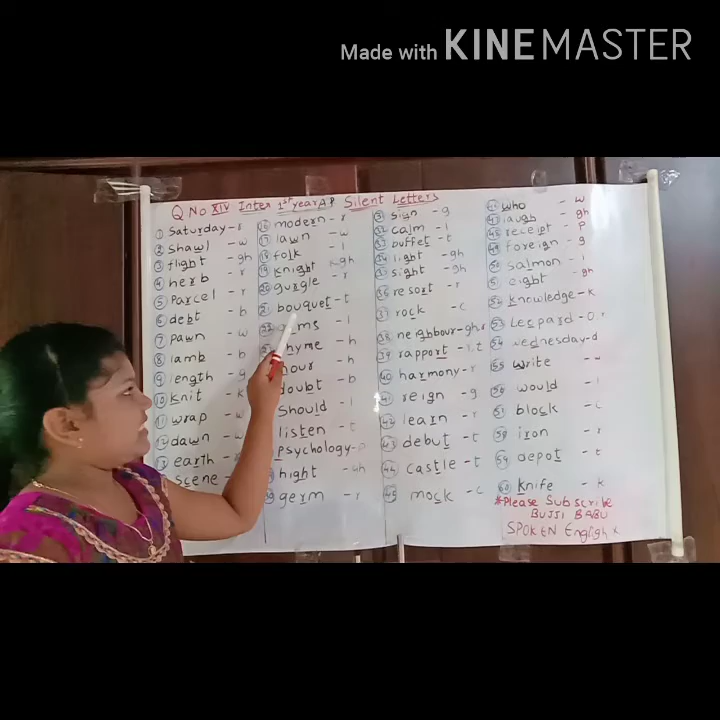 Made with KINEMASTER
Q No XIV Inter 1st year AP Silent Letters
1 Saturday - r
2 Shawl - w
3 flight - gh
4 herb - r
5 Parcel - r
6 debt - b
7 Pawn - w
8 lamb - b
9 length - g
10 Knit - k
11 wrap - w
12 dawn - w
13 earth - r
scene
16 modern - r
17 lawn - w
18 folk - l
19 Knight - kgh
20 gurgle - r
21 bouquet - t
ms - l
hyme - h
hour - h
doubt - b
Should - l
listen - t
Psychology - p
hight - gh
30 germ - r
31 sign - g
32 calm - l
33 buffet - t
34 light - gh
35 sight - gh
36 resort - r
37 rock - c
38 neighbour - gh, r
39 rapport - r, t
40 harmony - r
41 reign - g
42 learn - r
43 debut - t
44 castle - t
45 mock - c
46 who - w
47 laugh - gh
48 receipt - P
49 foreign - g
50 salmon - l
51 eight - gh
52 knowledge - k
53 Leopard - o, r
54 wednesday - d
55 write - w
56 would - l
57 block - c
58 iron - r
59 depot - t
60 knife - k
*Please Subscribe
BUJJI BABU
SPOKEN English *